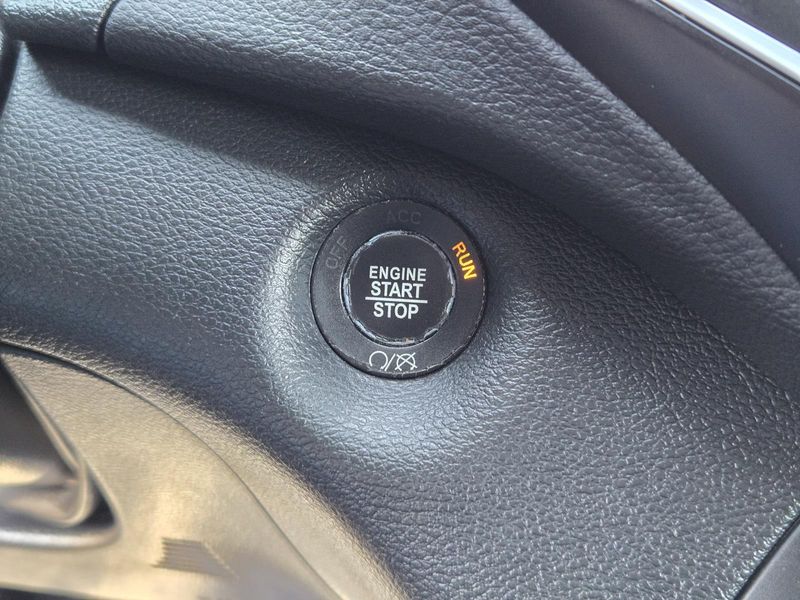 OFF
ACC
RUN
ENGINE
START
STOP